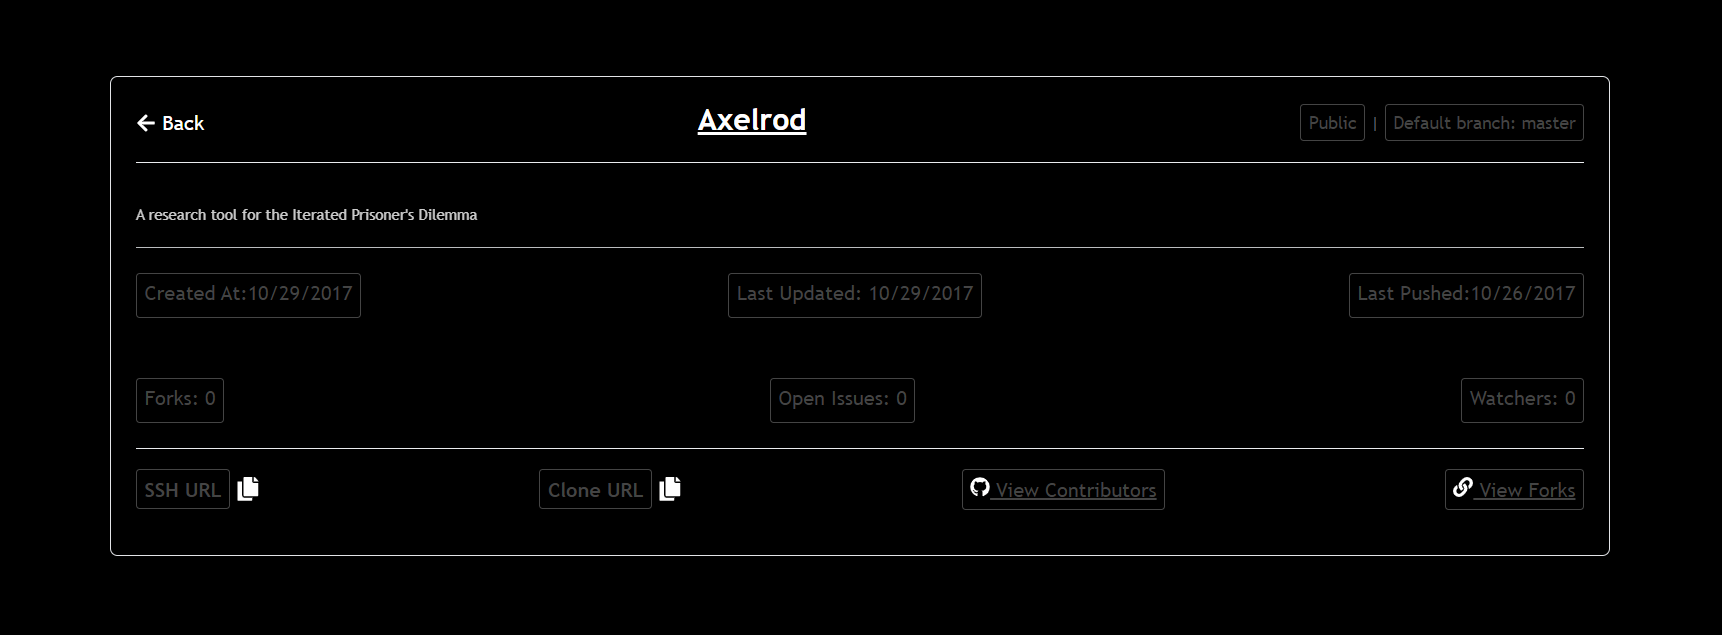 Back
Axelrod
Public | Default branch: master
A research tool for the Iterated Prisoner's Dilemma
Created At:10/29/2017
Last Updated: 10/29/2017
Last Pushed:10/26/2017
Forks: 0
Open Issues: 0
Watchers: 0
SSH URL
Clone URL
View Contributors
View Forks